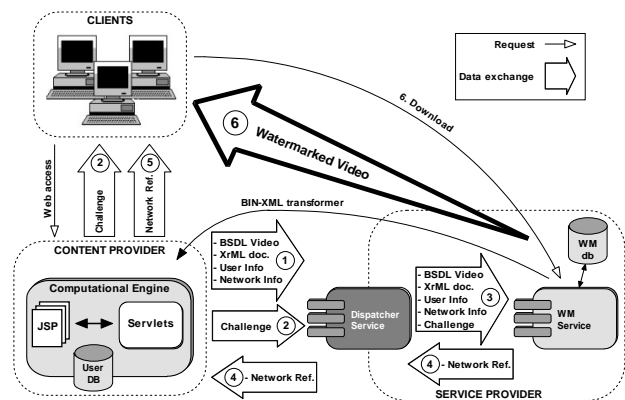 CLIENTS
Request
Data exchange
6. Download
6
Watermarked Video
Web access
2
Challenge
5
Network Ref.
BIN-XML transformer
CONTENT PROVIDER
Computational Engine
JSP
Servlets
User
DB
- BSDL Video
- XrML doc.
- User Info
- Network Info
1
Challenge
2
4
- Network Ref.
Dispatcher
Service
- BSDL Video
- XrML doc.
- User Info
- Network Info
- Challenge
3
4
- Network Ref.
WM
db
WM
Service
SERVICE PROVIDER